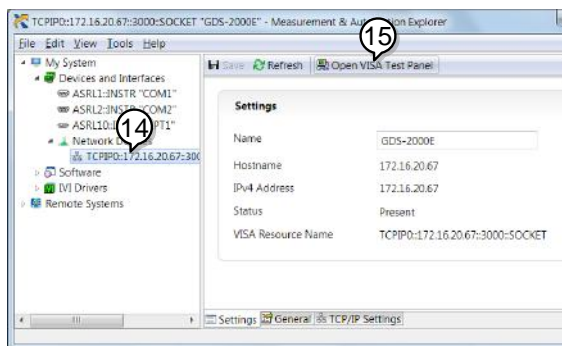 TCPIP0::172.16.20.67::3000::SOCKET "GDS-2000E" - Measurement & Automation Explorer
File Edit View Tools Help
My System
Devices and Interfaces
ASRL1::INSTR "COM1"
ASRL2::INSTR "COM2"
ASRL10::
Network
TCPIP0::172.16.20.67::300
Software
IVI Drivers
Remote Systems
14
15
Save Refresh Open VISA Test Panel
Settings
Name GDS-2000E
Hostname 172.16.20.67
IPv4 Address 172.16.20.67
Status Present
VISA Resource Name TCPIP0::172.16.20.67::3000::SOCKET
Settings General TCP/IP Settings